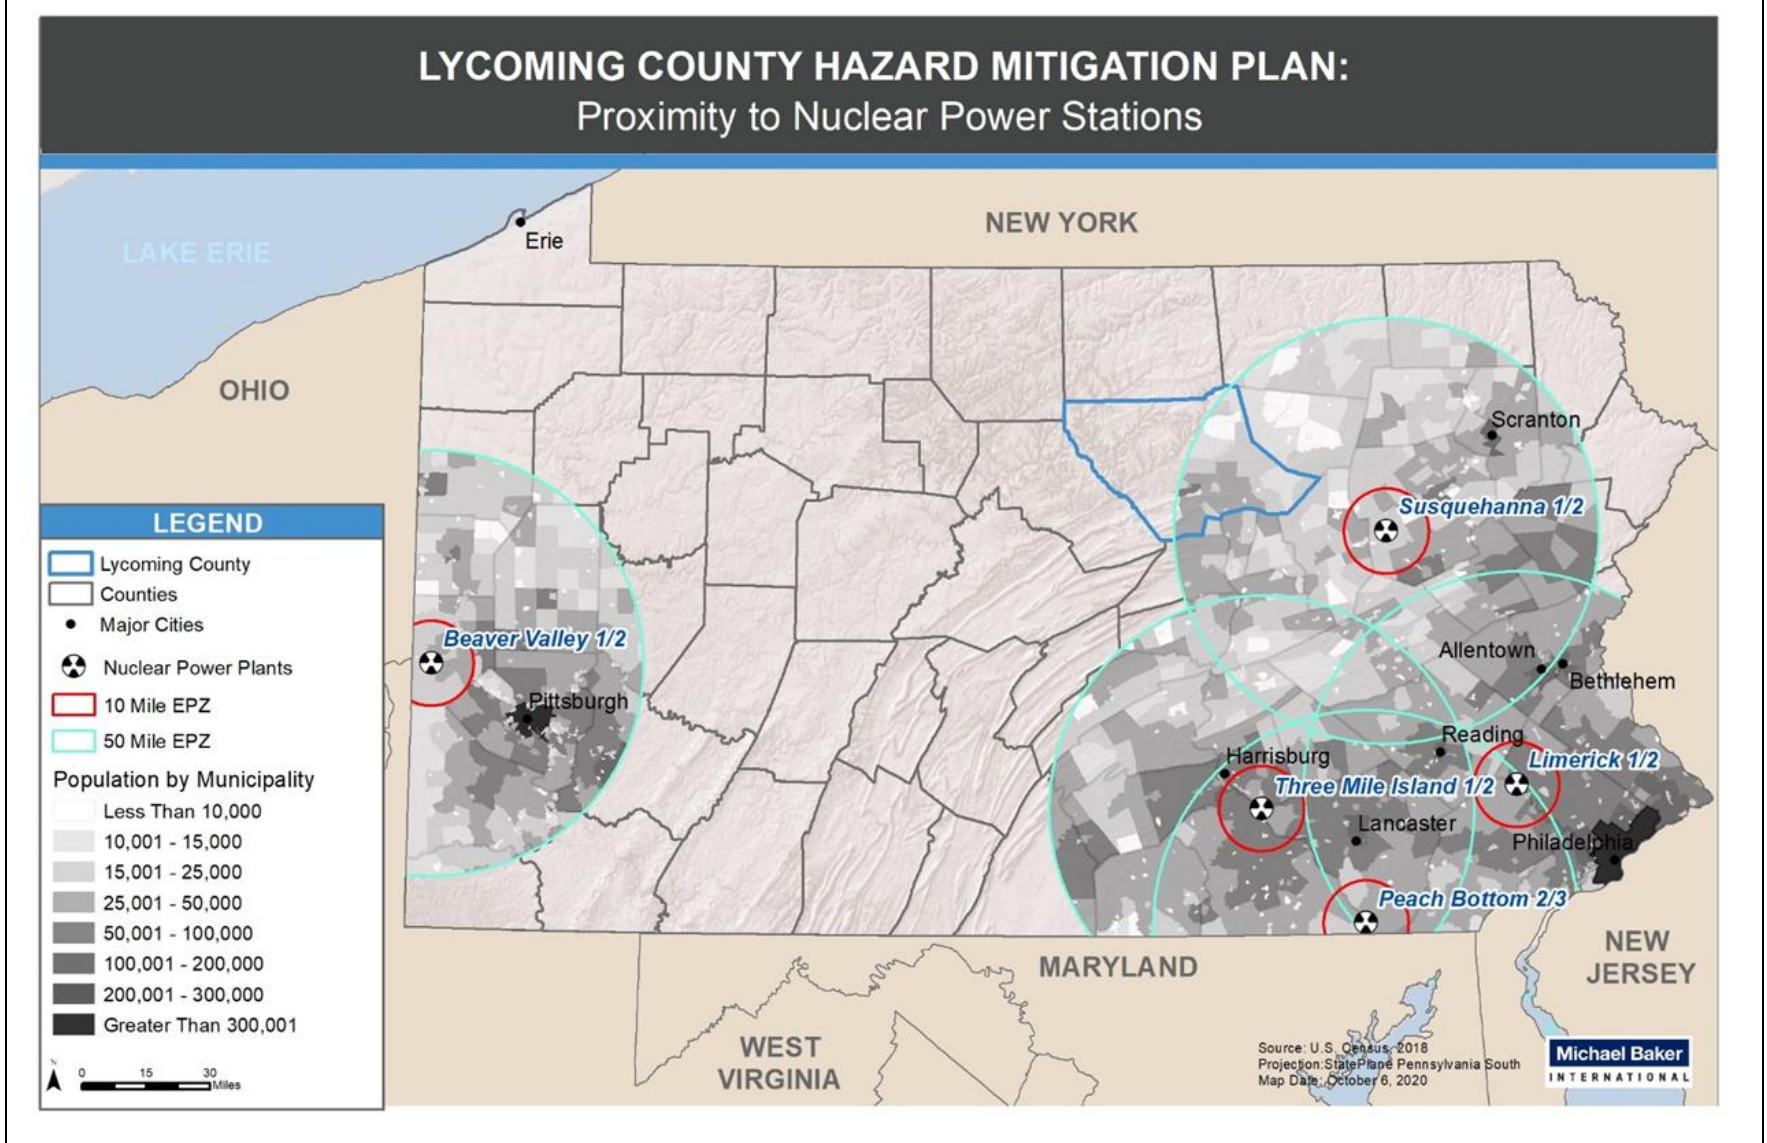 LYCOMING COUNTY HAZARD MITIGATION PLAN:
Proximity to Nuclear Power Stations
NEW YORK
LAKE ERIE
Erie
OHIO
Scranton
Susquehanna 1/2
Beaver Valley 1/2
Pittsburgh
Allentown
Bethlehem
Reading
Harrisburg
Limerick 1/2
Three Mile Island 1/2
Lancaster
Philadelphia
Peach Bottom 2/3
MARYLAND
NEW
JERSEY
WEST
VIRGINIA
LEGEND
Lycoming County
Counties
Major Cities
Nuclear Power Plants
10 Mile EPZ
50 Mile EPZ
Population by Municipality
Less Than 10,000
10,001 - 15,000
15,001 - 25,000
25,001 - 50,000
50,001 - 100,000
100,001 - 200,000
200,001 - 300,000
Greater Than 300,001
N
0 15 30
Miles
Source: U.S. Census, 2018
Projection:StatePlane Pennsylvania South
Map Date: October 6, 2020
Michael Baker
INTERNATIONAL